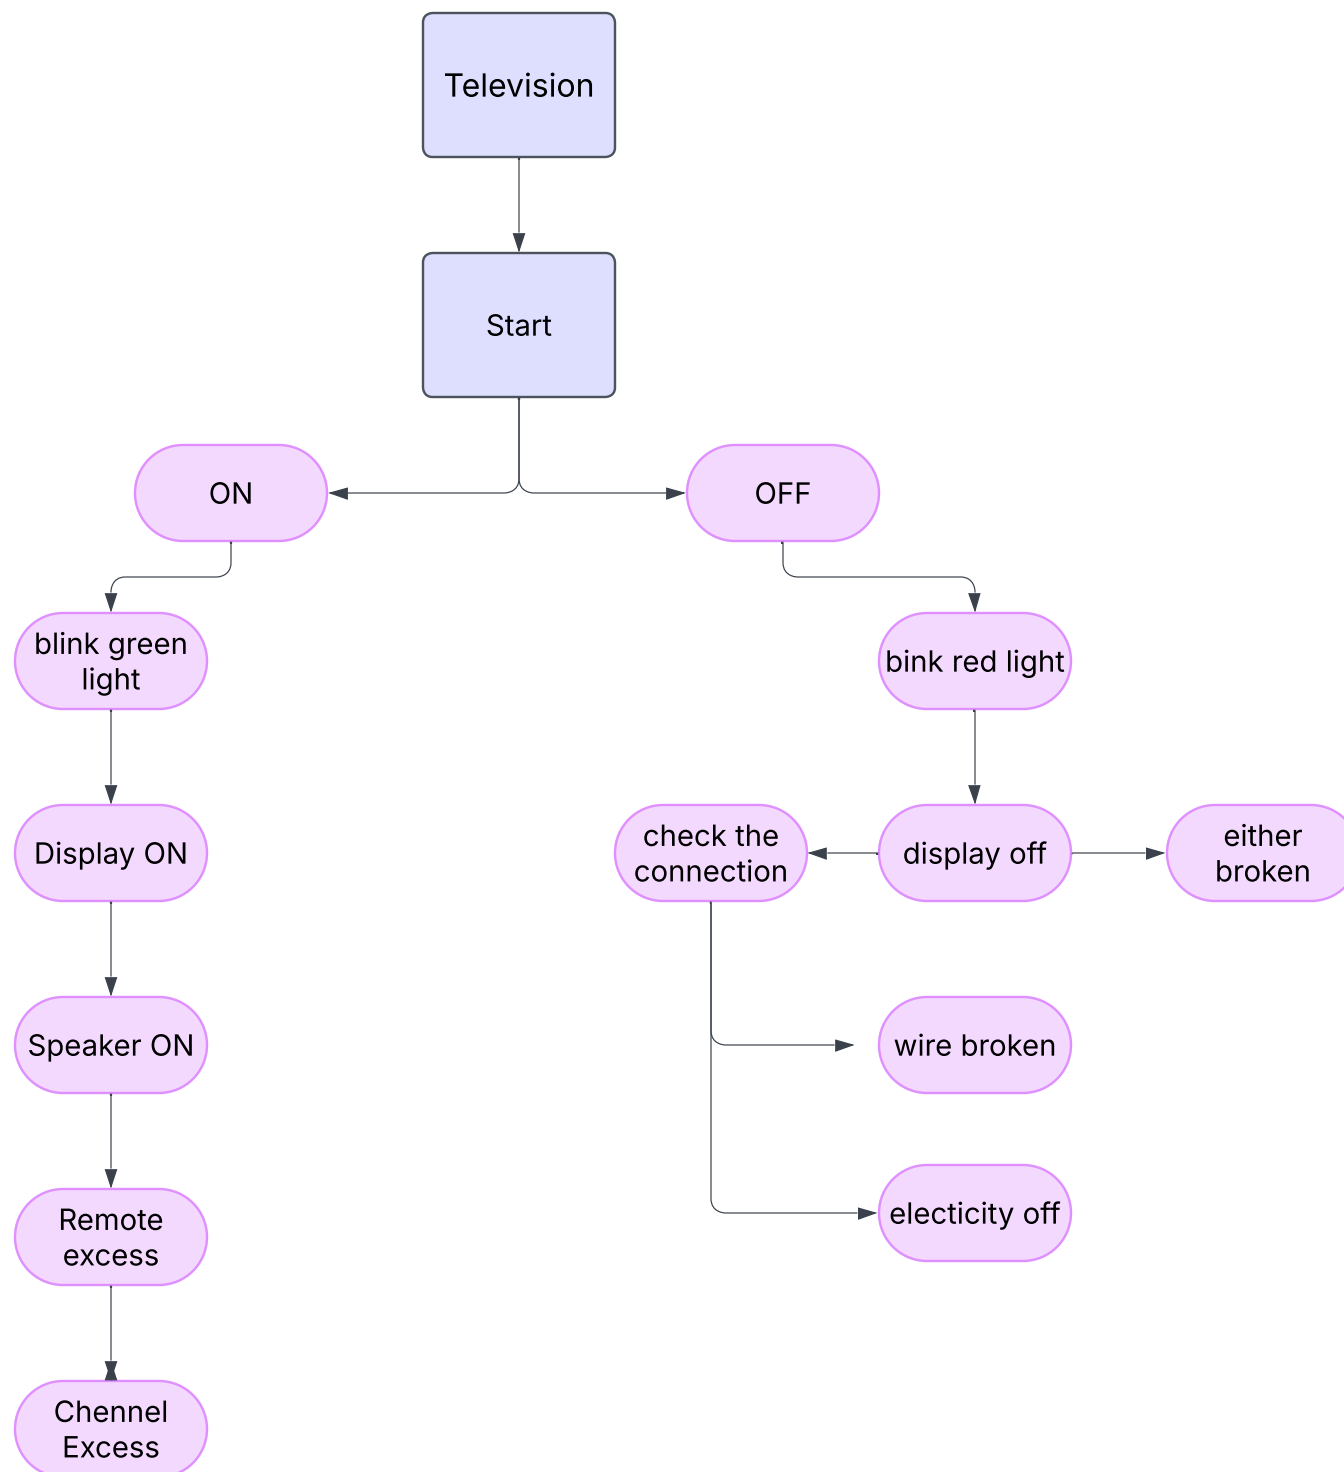 Television
Start
ON
OFF
blink green
light
bink red light
Display ON
check the
connection
display off
either
broken
Speaker ON
wire broken
Remote
excess
electicity off
Chennel
Excess